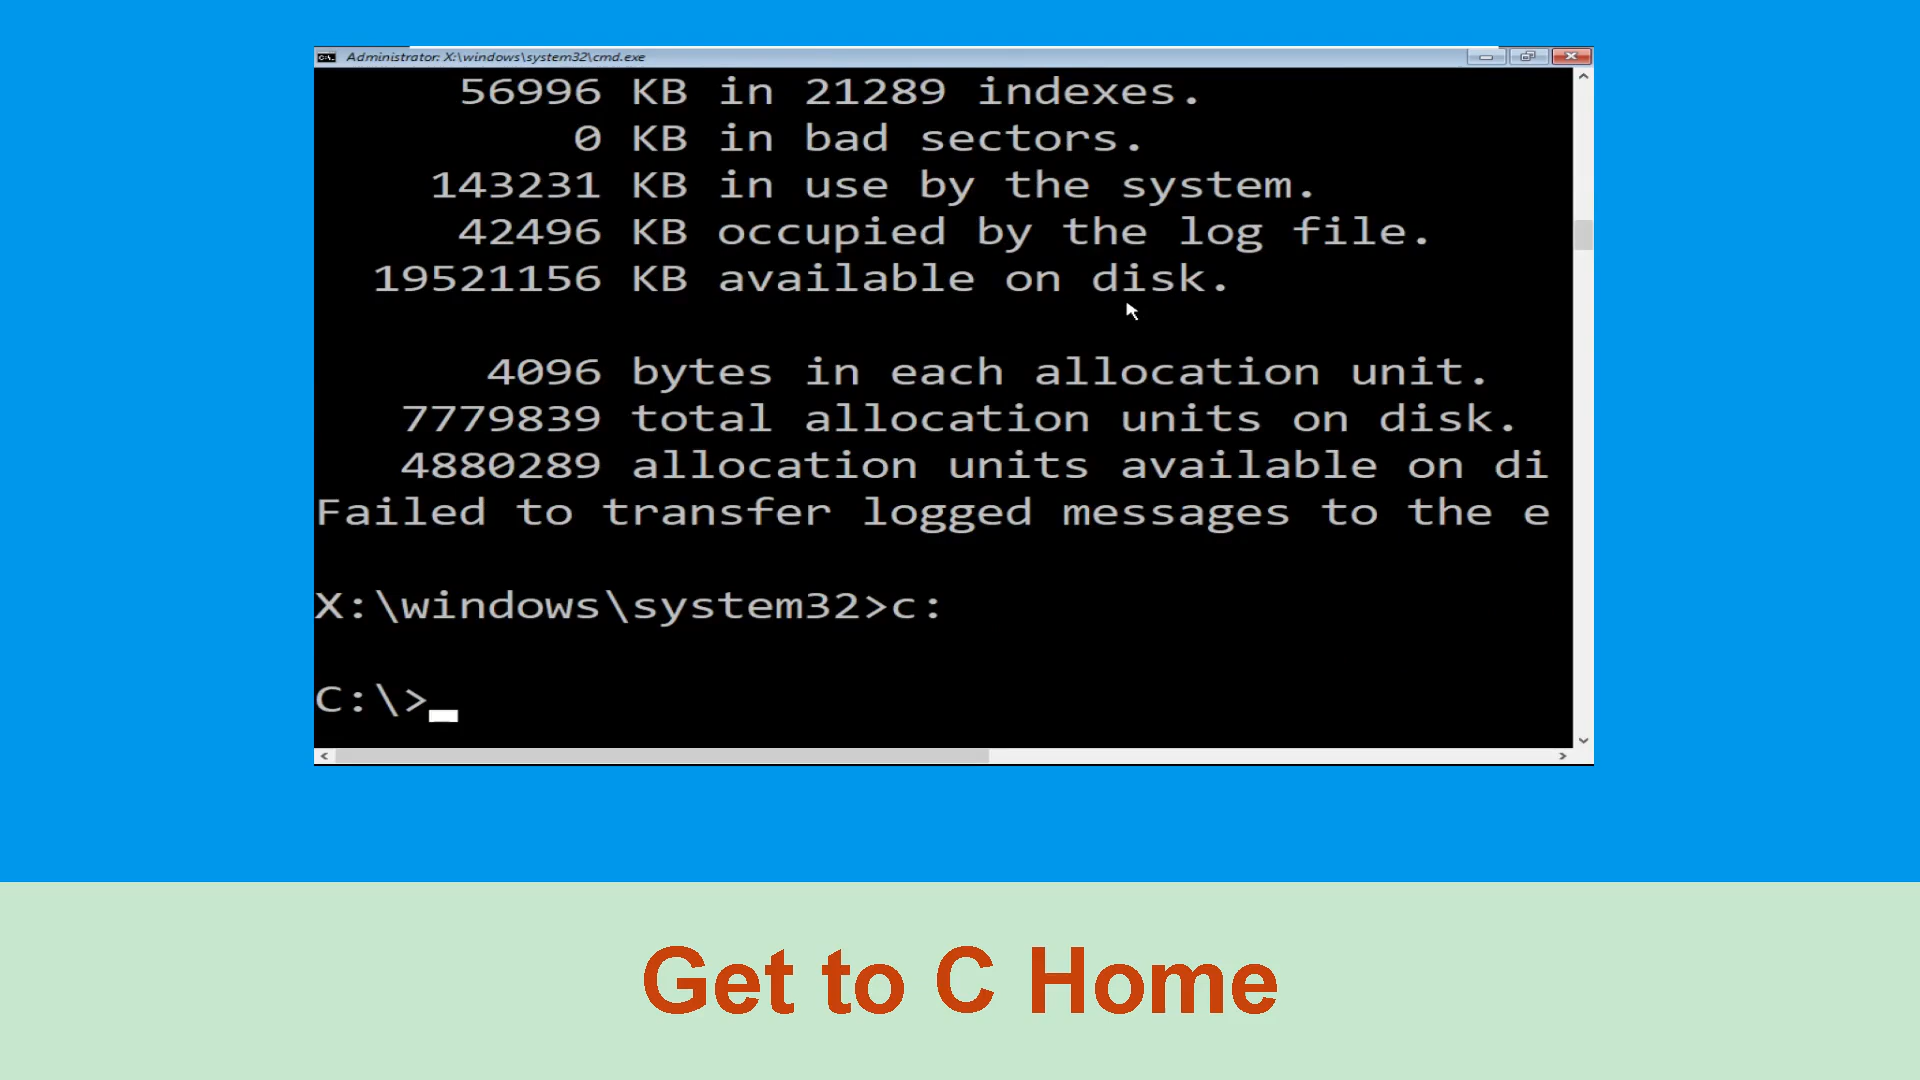 Administrator: X:\windows\system32\cmd.exe
56996 KB in 21289 indexes.
0 KB in bad sectors.
143231 KB in use by the system.
42496 KB occupied by the log file.
19521156 KB available on disk.
4096 bytes in each allocation unit.
7779839 total allocation units on disk.
4880289 allocation units available on di
Failed to transfer logged messages to the e
X:\windows\system32>c:
C:\>
Get to C Home